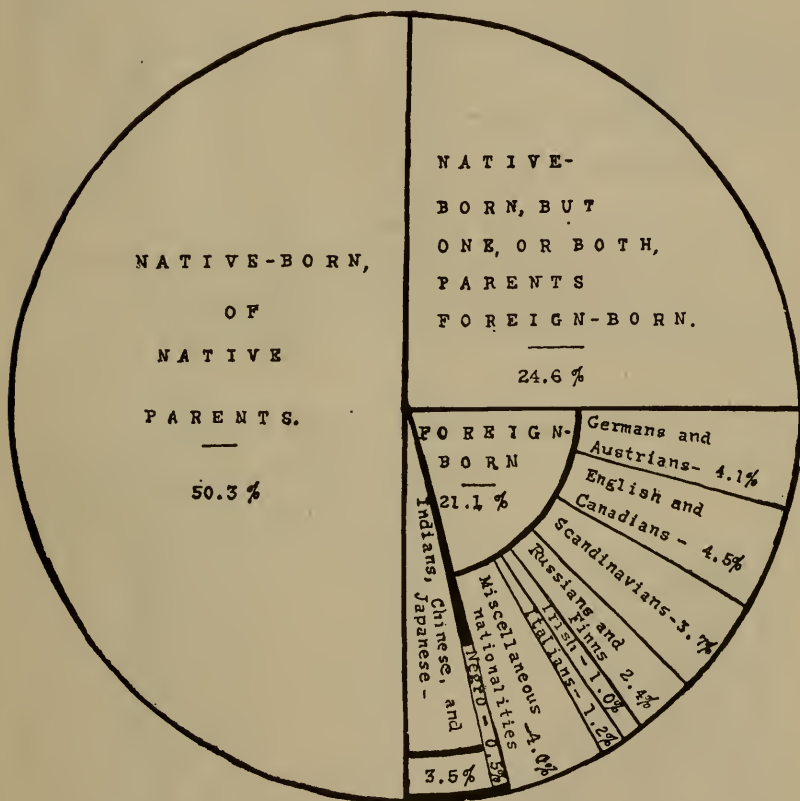 NATIVE-BORN,
OF
NATIVE
PARENTS.
50.3 %
NATIVE-
BORN, BUT
ONE, OR BOTH,
PARENTS
FOREIGN-BORN.
24.6 %
FOREIGN-
BORN
21.1 %
Germans and
Austrians- 4.1%
English and
Canadians - 4.5%
Scandinavians-3.7%
Russians and
Finns 2.4%
Irish - 1.0%
Italians - 1.2%
Miscellaneous
nationalities -4.0%
Negro - 0.5%
Indians, Chinese, and
Japanese -
3.5%